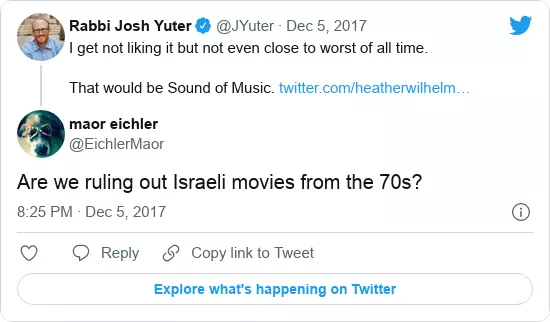 Rabbi Josh Yuter @JYuter · Dec 5, 2017
I get not liking it but not even close to worst of all time.
That would be Sound of Music. twitter.com/heatherwilhelm…
maor eichler
@EichlerMaor
Are we ruling out Israeli movies from the 70s?
8:25 PM · Dec 5, 2017
Reply Copy link to Tweet
Explore what's happening on Twitter